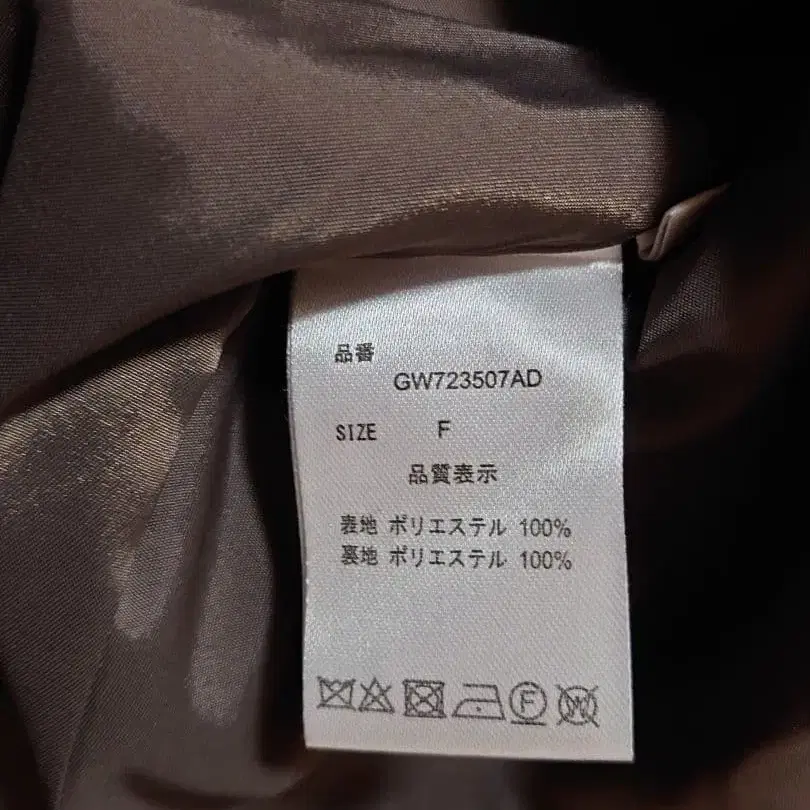 品番
GW723507AD
SIZE F
品質表示
表地 ポリエステル 100%
裏地 ポリエステル 100%
F W